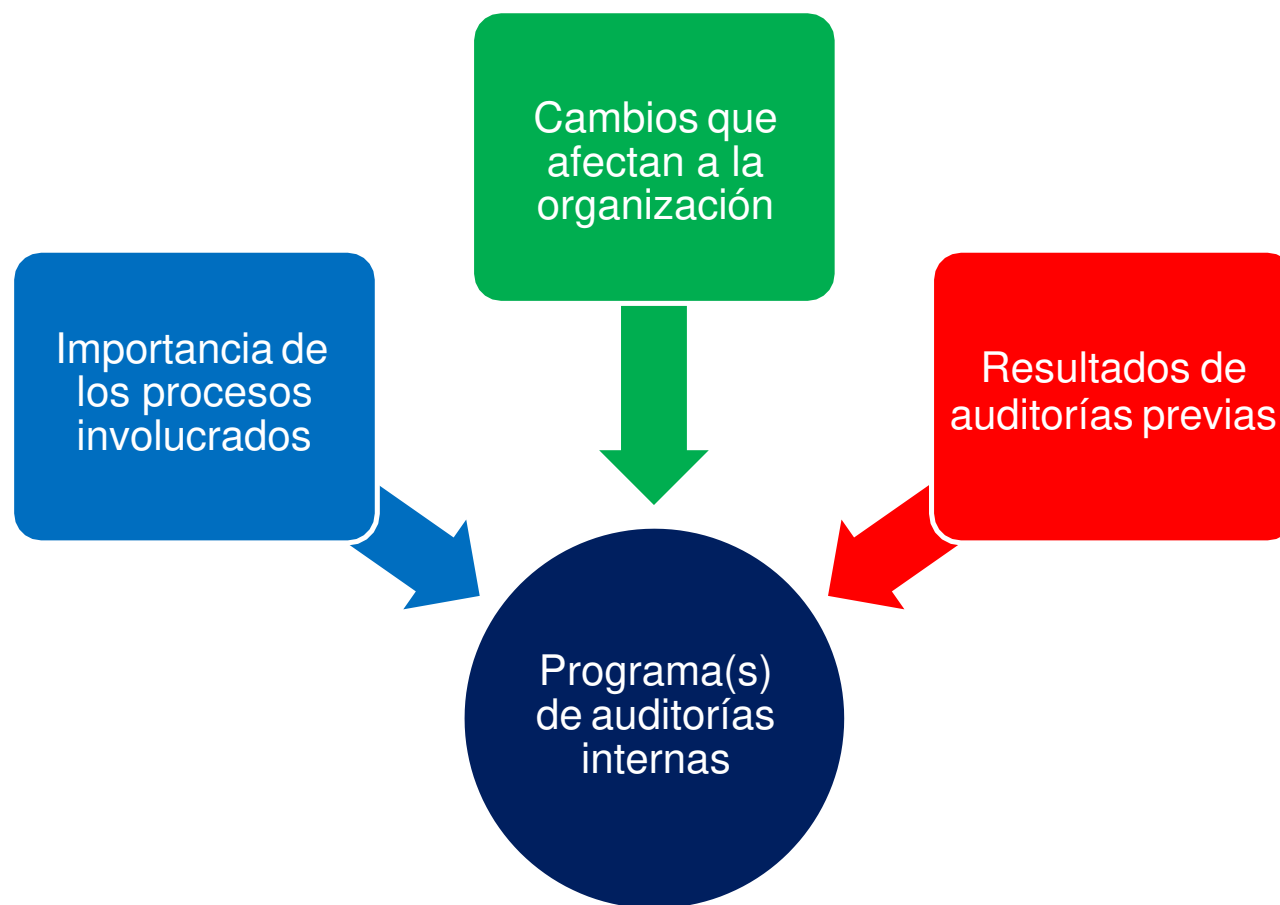 Cambios que
afectan a la
organización
Importancia de
los procesos
involucrados
Resultados de
auditorías previas
Programa(s)
de auditorías
internas